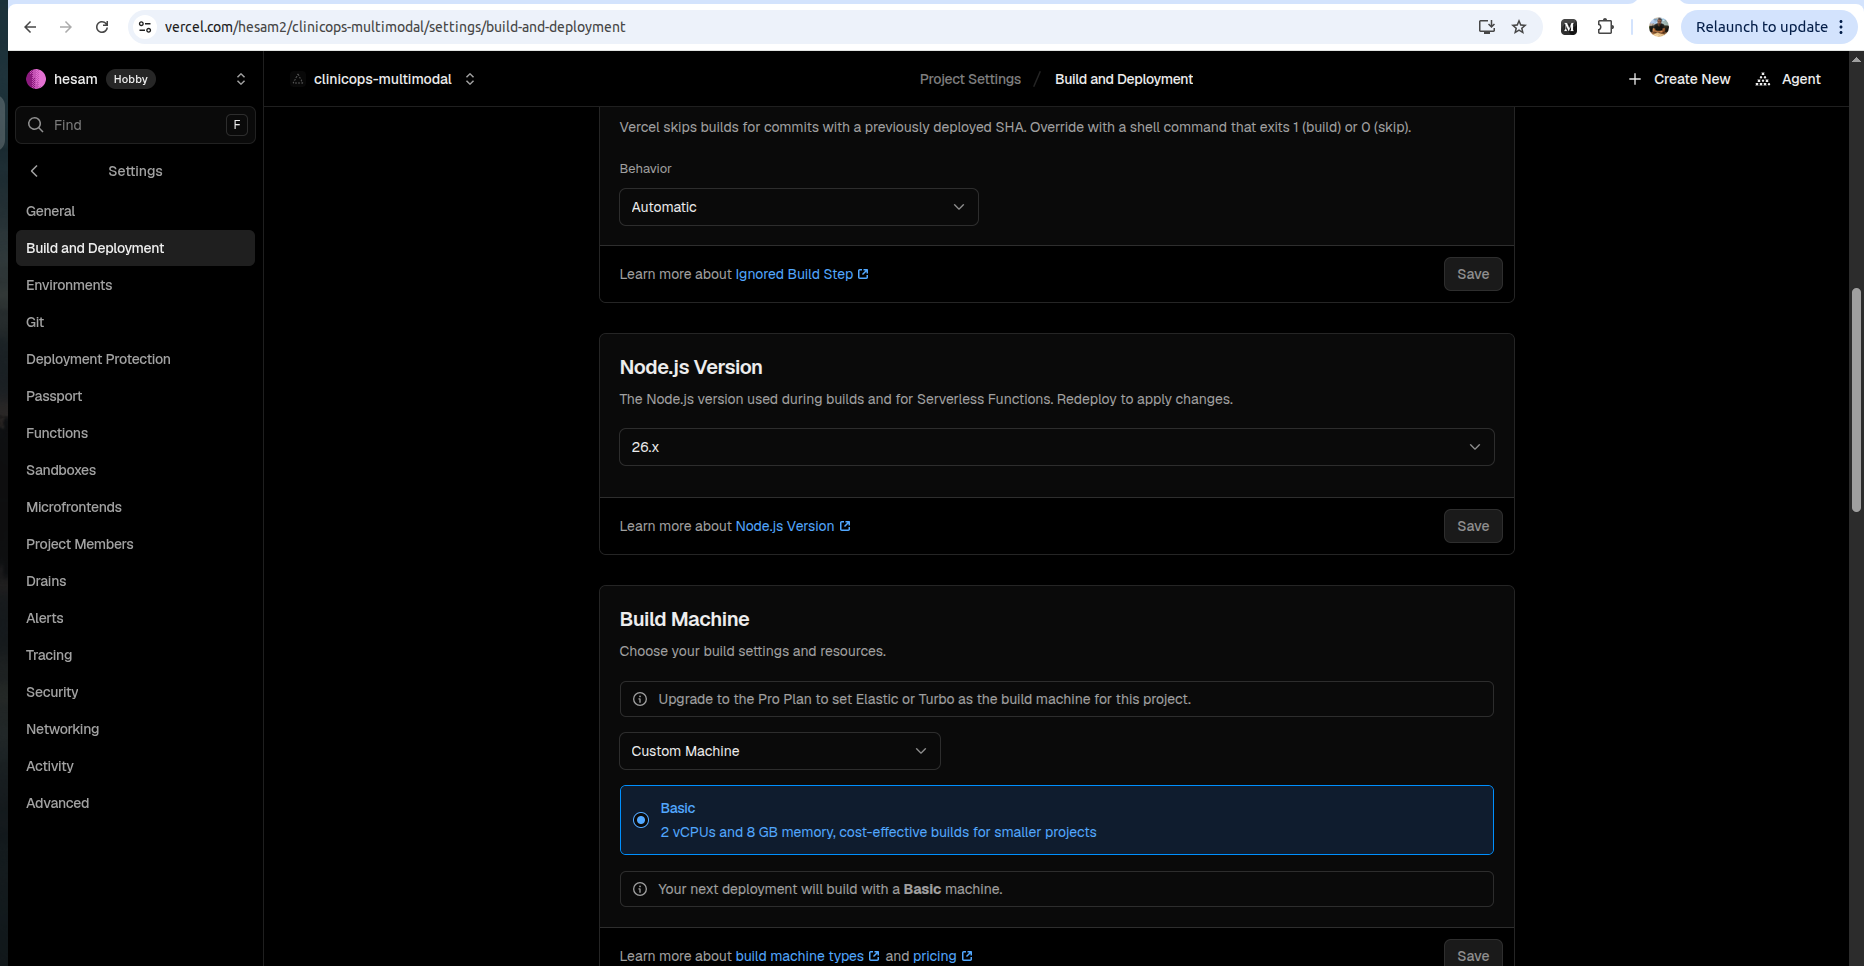 vercel.com/hesam2/clinicops-multimodal/settings/build-and-deployment
M
Relaunch to update
hesam Hobby
clinicops-multimodal
Project Settings / Build and Deployment
Create New
Agent
Find F
Settings
General
Build and Deployment
Environments
Git
Deployment Protection
Passport
Functions
Sandboxes
Microfrontends
Project Members
Drains
Alerts
Tracing
Security
Networking
Activity
Advanced
Vercel skips builds for commits with a previously deployed SHA. Override with a shell command that exits 1 (build) or 0 (skip).
Behavior
Automatic
Learn more about Ignored Build Step
Save
Node.js Version
The Node.js version used during builds and for Serverless Functions. Redeploy to apply changes.
26.x
Learn more about Node.js Version
Save
Build Machine
Choose your build settings and resources.
Upgrade to the Pro Plan to set Elastic or Turbo as the build machine for this project.
Custom Machine
Basic
2 vCPUs and 8 GB memory, cost-effective builds for smaller projects
Your next deployment will build with a Basic machine.
Learn more about build machine types and pricing
Save